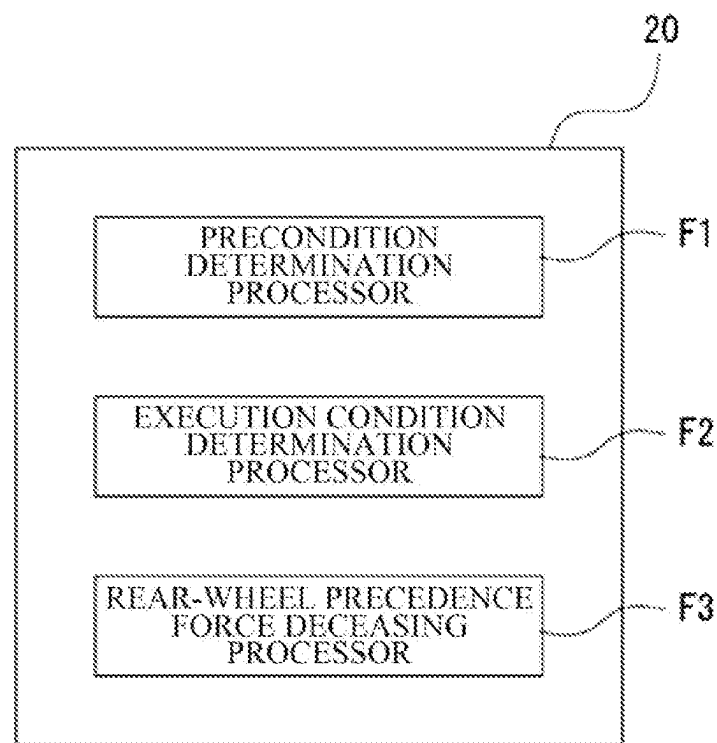 20
PRECONDITION
DETERMINATION
PROCESSOR
F1
EXECUTION CONDITION
DETERMINATION
PROCESSOR
F2
REAR-WHEEL PRECEDENCE
FORCE DECEASING
PROCESSOR
F3